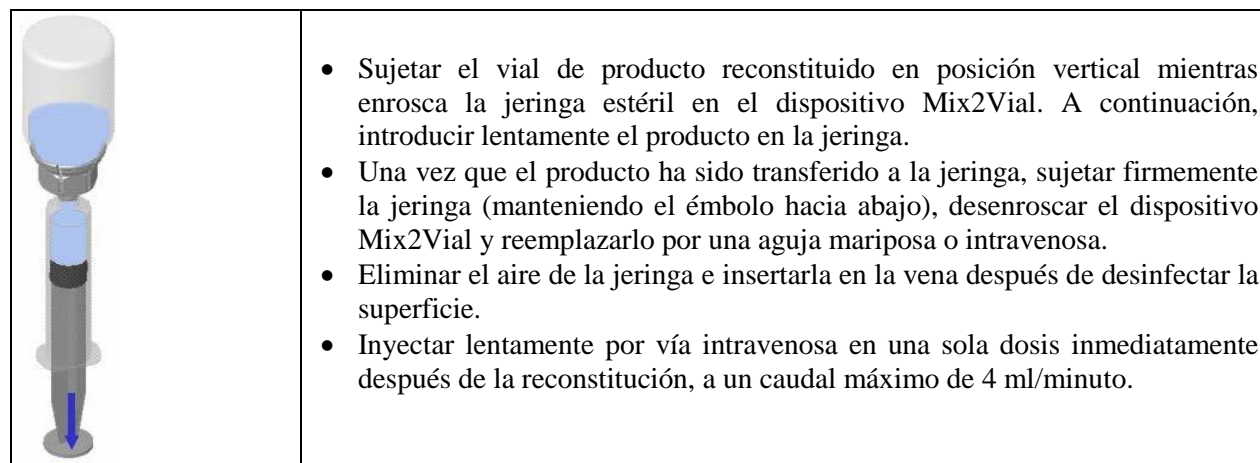 • Sujetar el vial de producto reconstituido en posición vertical mientras
enrosca la jeringa estéril en el dispositivo Mix2Vial. A continuación,
introducir lentamente el producto en la jeringa.
• Una vez que el producto ha sido transferido a la jeringa, sujetar firmemente
la jeringa (manteniendo el émbolo hacia abajo), desenroscar el dispositivo
Mix2Vial y reemplazarlo por una aguja mariposa o intravenosa.
• Eliminar el aire de la jeringa e insertarla en la vena después de desinfectar la
superficie.
• Inyectar lentamente por vía intravenosa en una sola dosis inmediatamente
después de la reconstitución, a un caudal máximo de 4 ml/minuto.